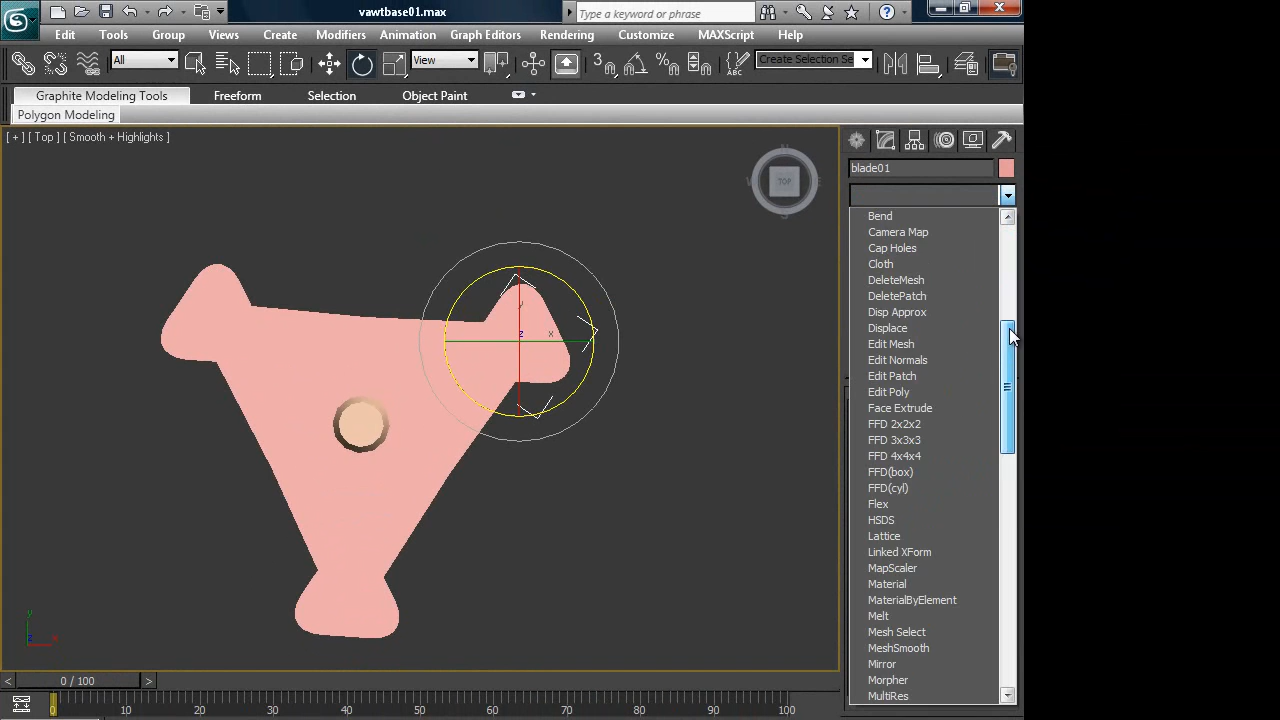 vawtbase01.max
Type a keyword or phrase
Edit Tools Group Views Create Modifiers Animation Graph Editors Rendering Customize MAXScript Help
All
View
3
ABC
Create Selection Se
Graphite Modeling Tools Freeform Selection Object Paint
Polygon Modeling
[ + ] [ Top ] [ Smooth + Highlights ]
TOP
y
x
z
y
z
x
blade01
Bend
Camera Map
Cap Holes
Cloth
DeleteMesh
DeletePatch
Disp Approx
Displace
Edit Mesh
Edit Normals
Edit Patch
Edit Poly
Face Extrude
FFD 2x2x2
FFD 3x3x3
FFD 4x4x4
FFD(box)
FFD(cyl)
Flex
HSDS
Lattice
Linked XForm
MapScaler
Material
MaterialByElement
Melt
Mesh Select
MeshSmooth
Mirror
Morpher
MultiRes
< 0 / 100 >
0 10 20 30 40 50 60 70 80 90 100